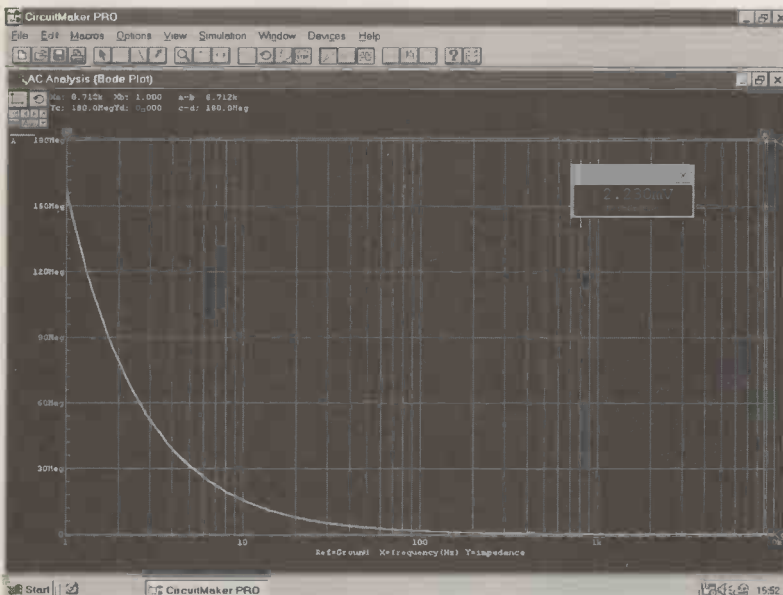 CircuitMaker PRO
File Edit Macros Options View Simulation Window Devices Help
AC Analysis (Bode Plot)
Xa: 6.712k Xb: 1.000 a-b 6.712k
Yc: 180.0Meg Yd: 0.000 c-d: 180.0Meg
A
180Meg
150Meg
120Meg
90Meg
60Meg
30Meg
0
1 10 100 1k
Ref=Ground X=frequency(Hz) Y=impedance
Start CircuitMaker PRO 15:52